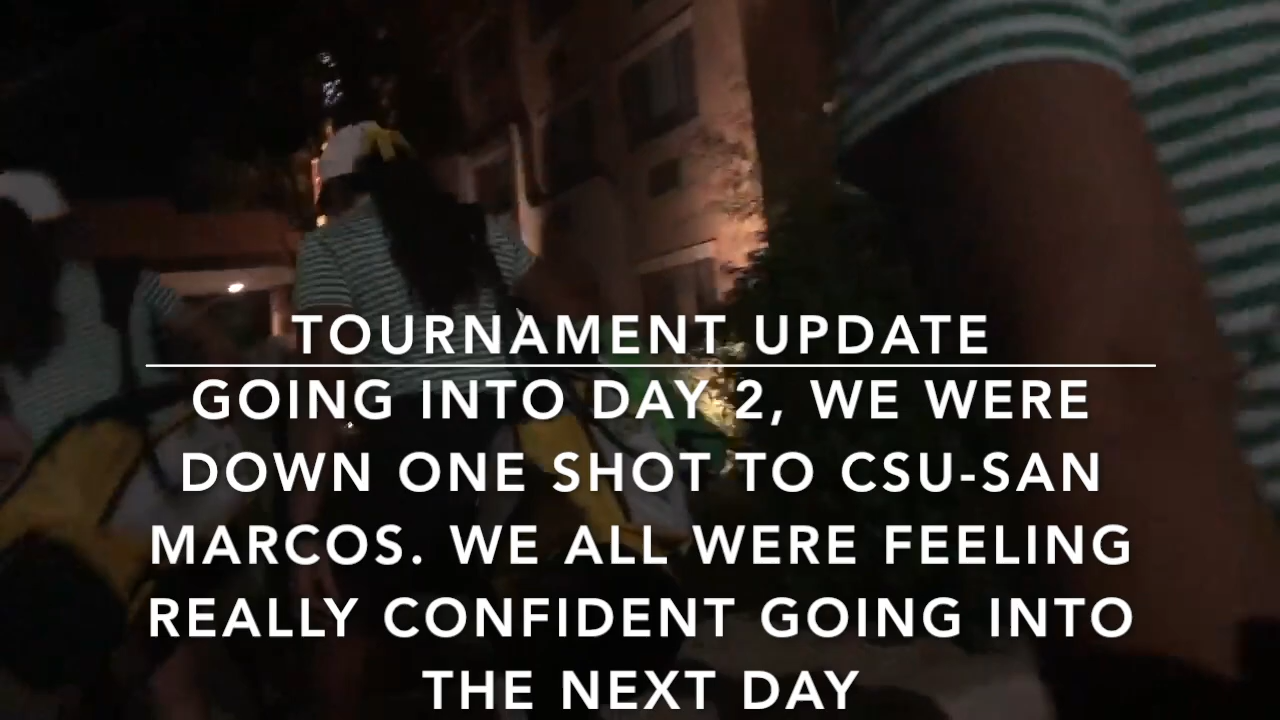 TOURNAMENT UPDATE
GOING INTO DAY 2, WE WERE
DOWN ONE SHOT TO CSU-SAN
MARCOS. WE ALL WERE FEELING
REALLY CONFIDENT GOING INTO
THE NEXT DAY